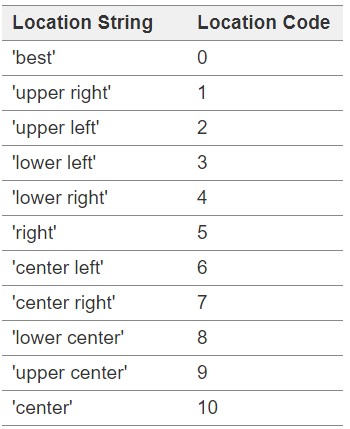 Location String Location Code
'best' 0
'upper right' 1
'upper left' 2
'lower left' 3
'lower right' 4
'right' 5
'center left' 6
'center right' 7
'lower center' 8
'upper center' 9
'center' 10